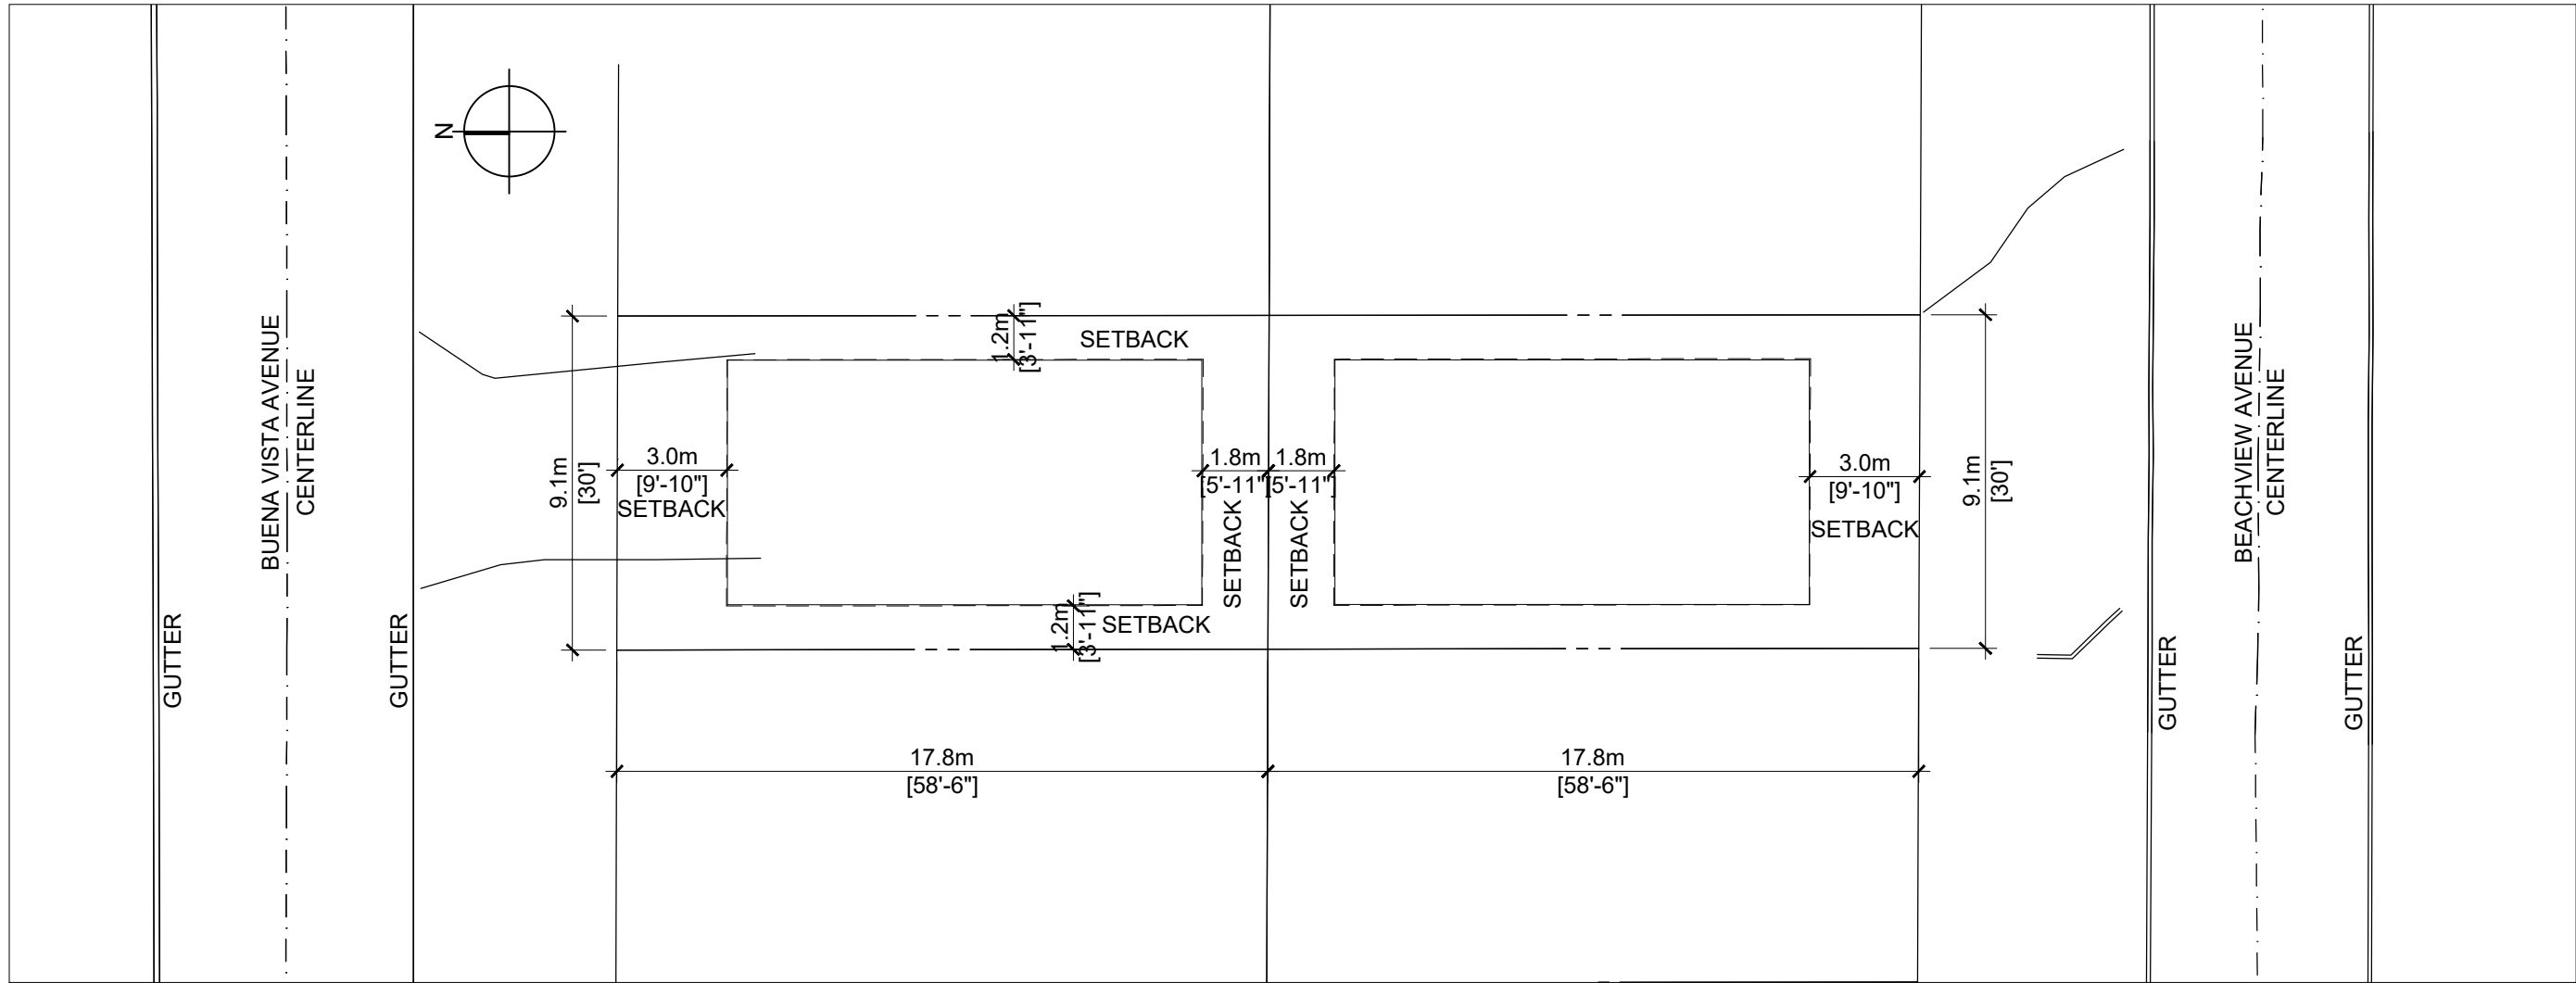 N
BUENA VISTA AVENUE
CENTERLINE
GUTTER
GUTTER
9.1m
[30']
3.0m
[9'-10"]
SETBACK
1.2m
[3'-11"]
SETBACK
1.2m
[3'-11"]
SETBACK
1.8m
[5'-11"]
SETBACK
1.8m
[5'-11"]
SETBACK
3.0m
[9'-10"]
SETBACK
9.1m
[30']
17.8m
[58'-6"]
17.8m
[58'-6"]
BEACHVIEW AVENUE
CENTERLINE
GUTTER
GUTTER